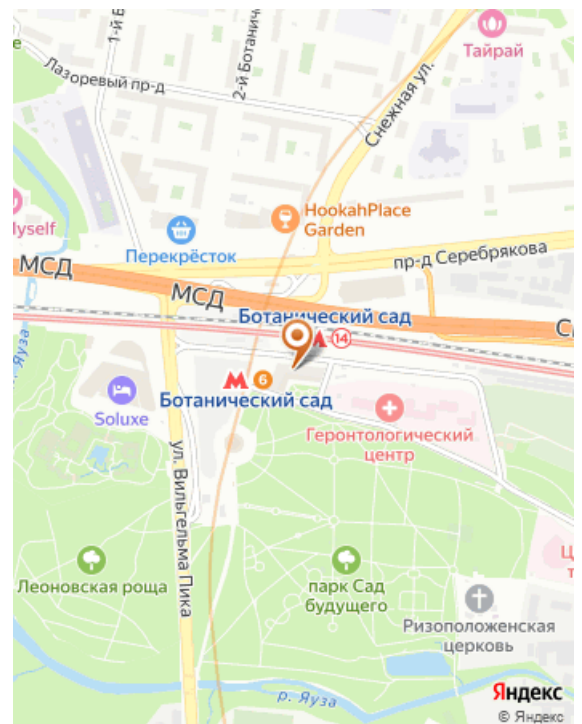 1-й Б
2-й Ботанич
Лазоревый пр-д
Тайрай
Снежная ул.
HookahPlace
Garden
lyself
Перекрёсток
пр-д Серебрякова
МСД
МСД
Ботанический сад
14
р. Яуза
6
Ботанический сад
Soluxe
Геронтологический
центр
ул. Вильгельма Пика
Леоновская роща
парк Сад
будущего
Ризоположенская
церковь
р. Яуза
Яндекс
© Яндекс